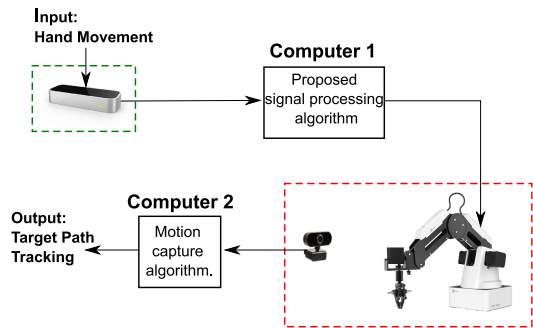 Input:
Hand Movement
Computer 1
Proposed
signal processing
algorithm
Computer 2
Motion
capture
algorithm.
Output:
Target Path
Tracking